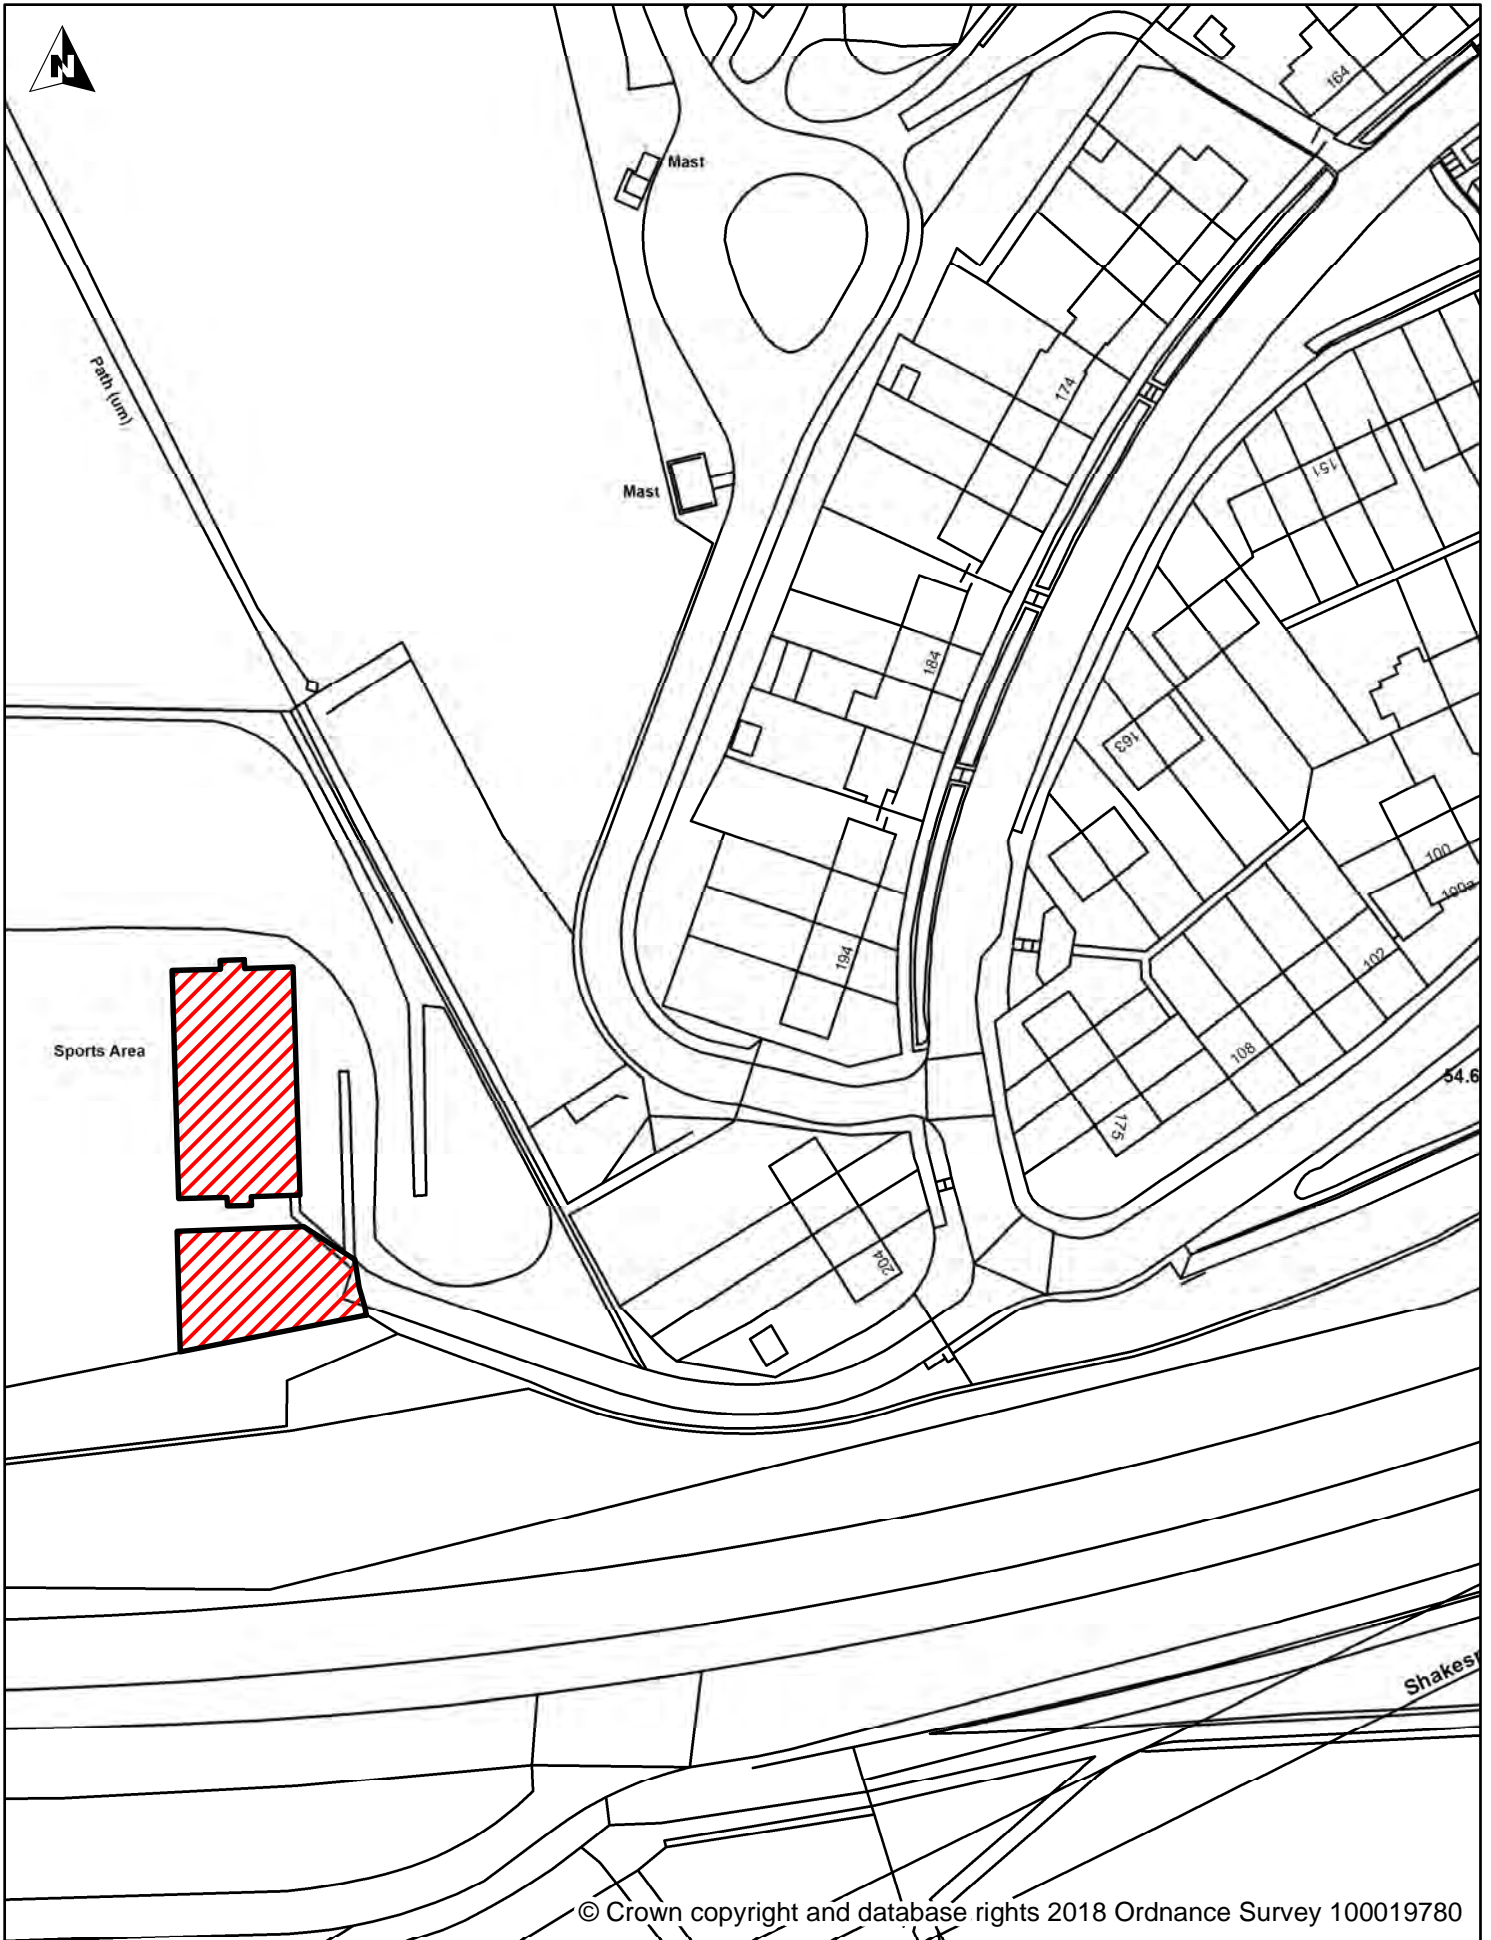 N
164
Mast
Path (um)
174
151
Mast
184
163
100
100a
194
102
Sports Area
108
54.6
175
204
Shakesp
© Crown copyright and database rights 2018 Ordnance Survey 100019780